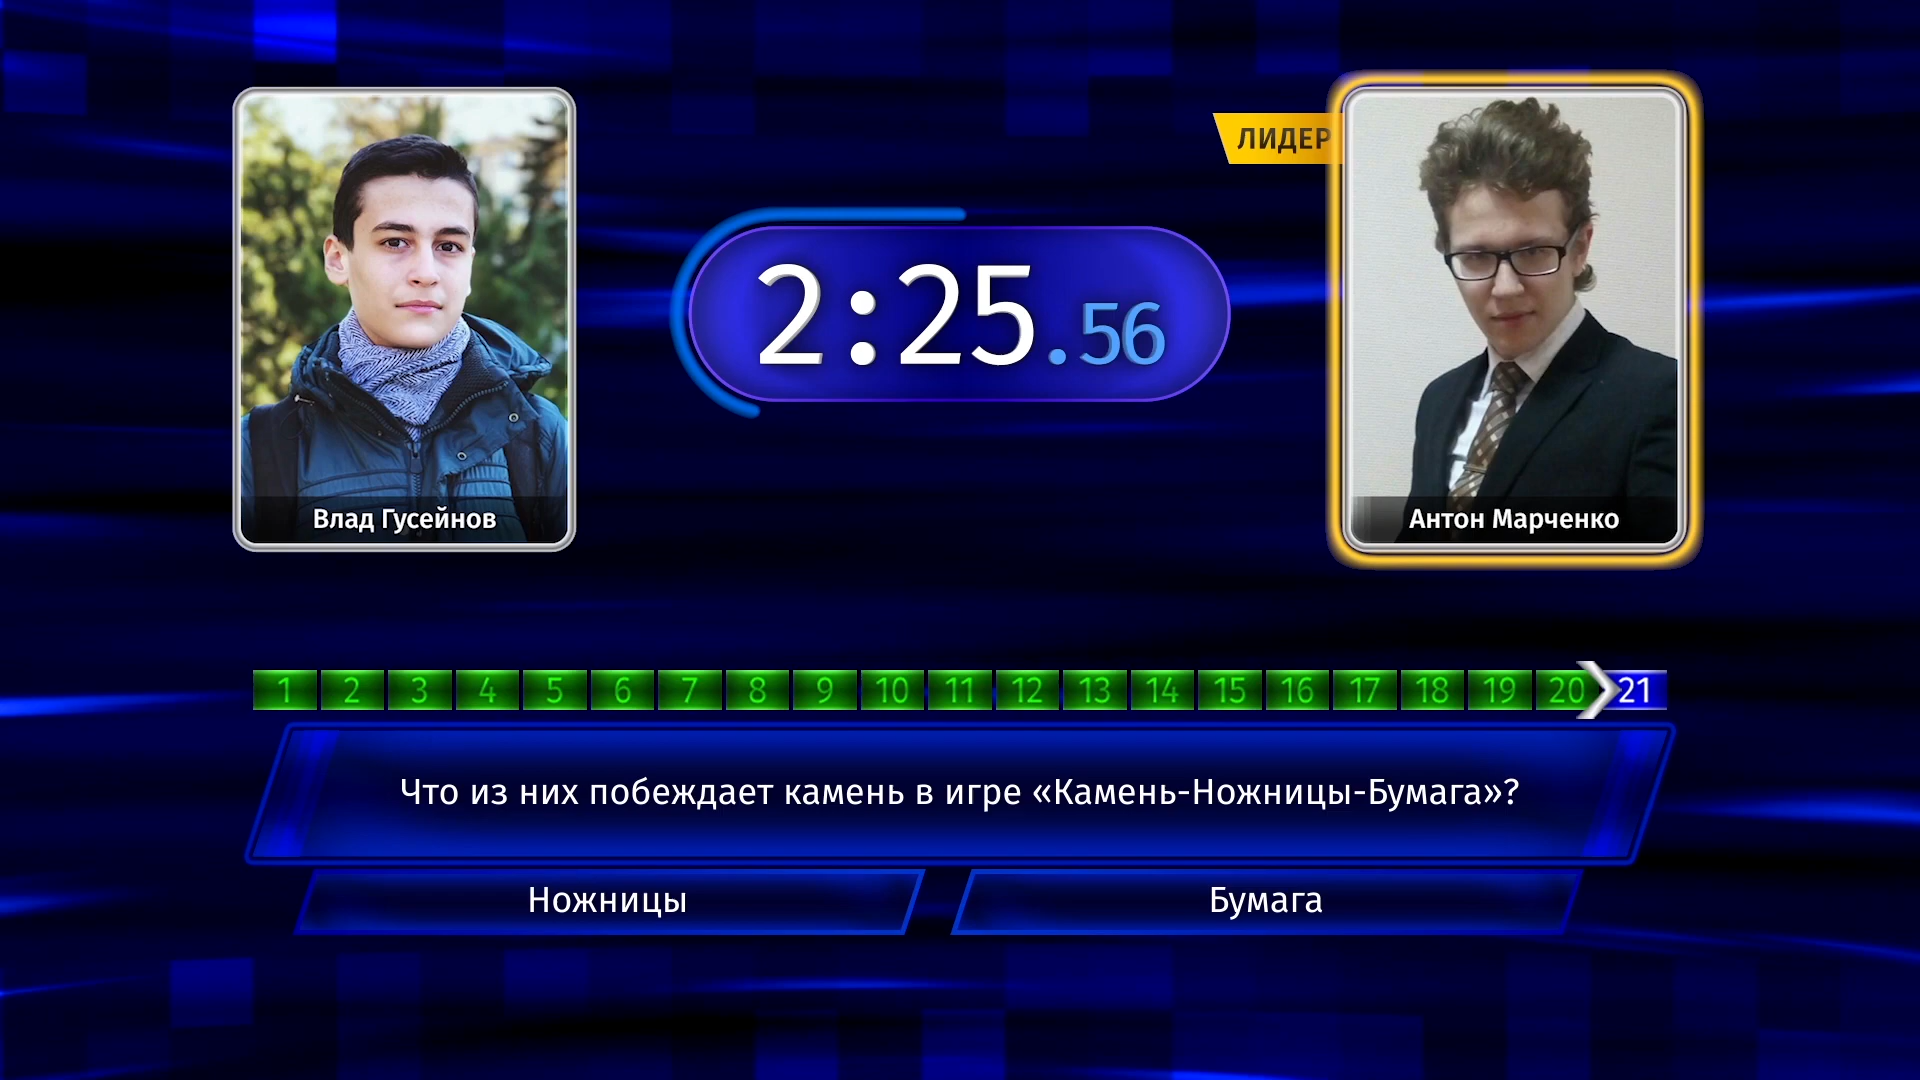 ЛИДЕР
2:25.56
Влад Гусейнов
Антон Марченко
1 2 3 4 5 6 7 8 9 10 11 12 13 14 15 16 17 18 19 20 21
Что из них побеждает камень в игре «Камень-Ножницы-Бумага»?
Ножницы
Бумага